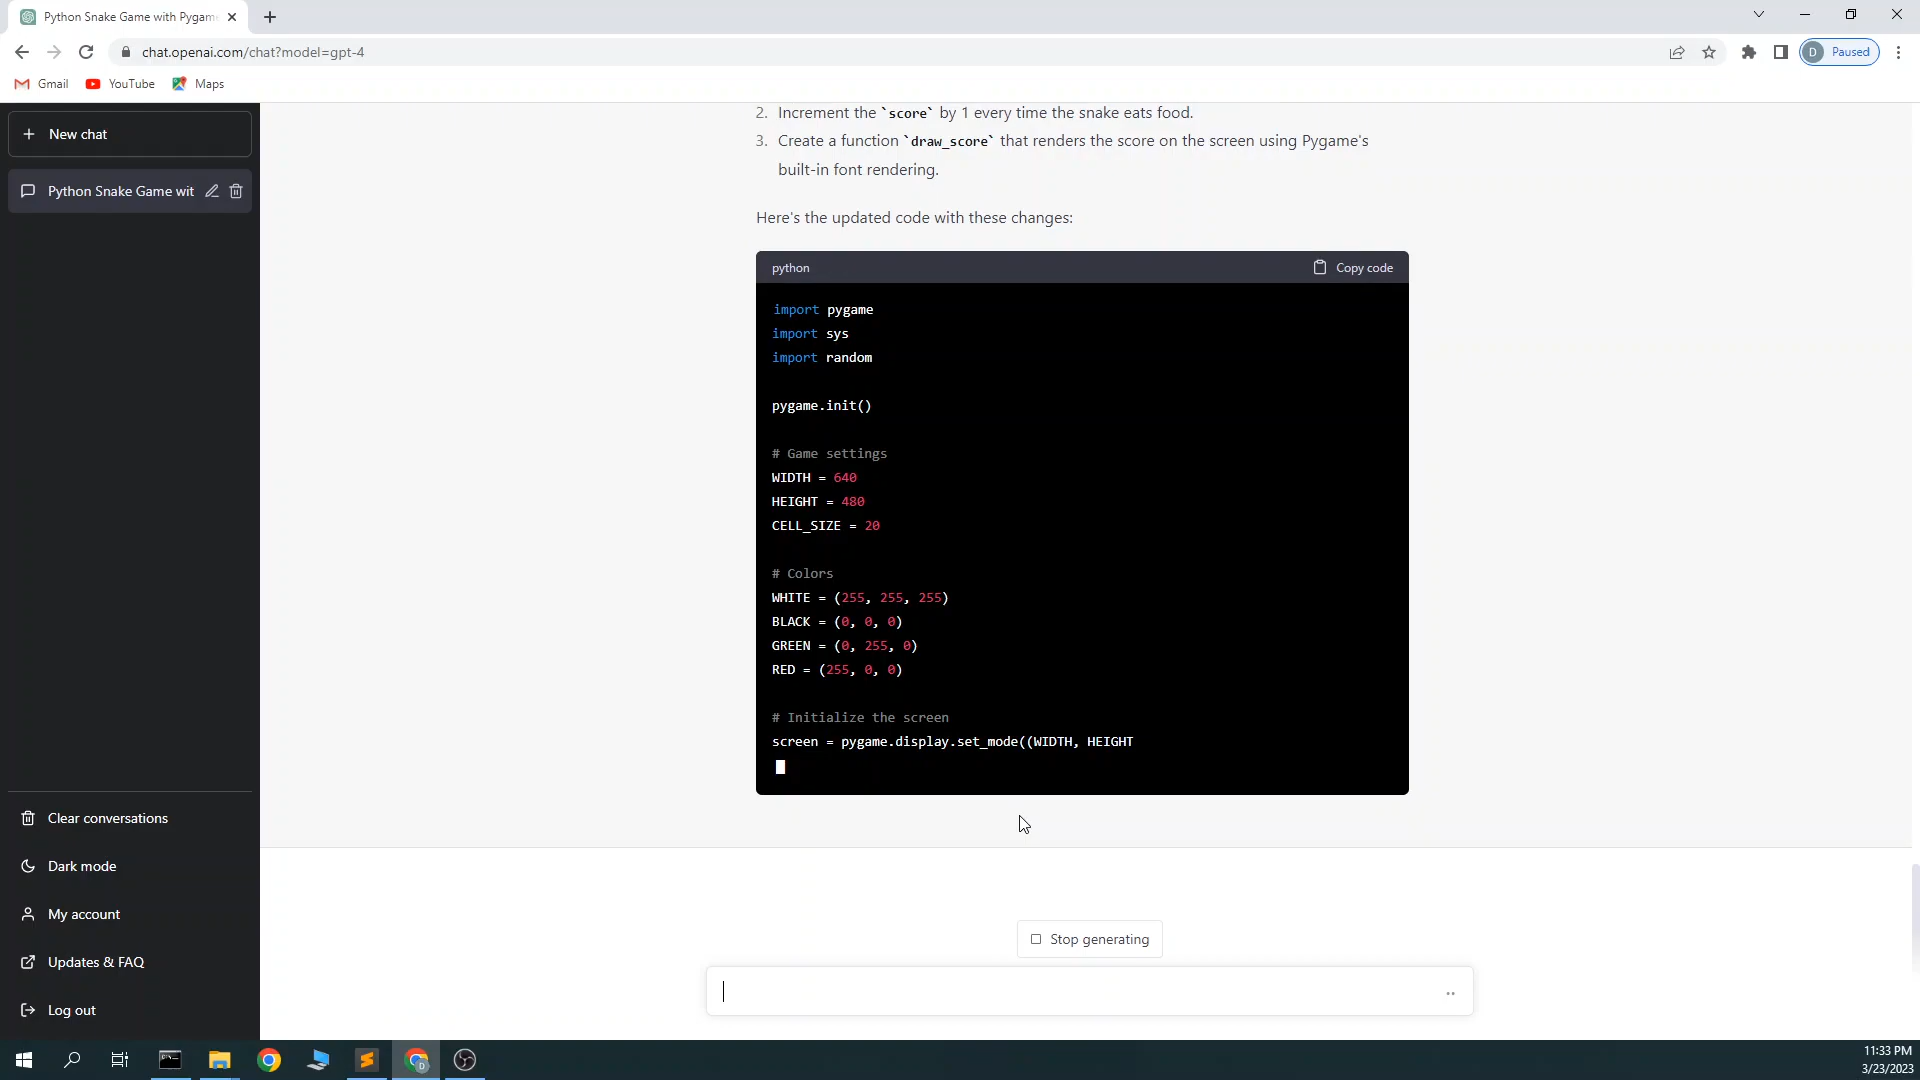 Python Snake Game with Pygam
chat.openai.com/chat?model=gpt-4
D Paused
Gmail
YouTube
Maps
New chat
Python Snake Game wit
Clear conversations
Dark mode
My account
Updates & FAQ
Log out
2. Increment the `score` by 1 every time the snake eats food.
3. Create a function `draw_score` that renders the score on the screen using Pygame's
built-in font rendering.
Here's the updated code with these changes:
python
Copy code
import pygame
import sys
import random
pygame.init()
# Game settings
WIDTH = 640
HEIGHT = 480
CELL_SIZE = 20
# Colors
WHITE = (255, 255, 255)
BLACK = (0, 0, 0)
GREEN = (0, 255, 0)
RED = (255, 0, 0)
# Initialize the screen
screen = pygame.display.set_mode((WIDTH, HEIGHT
Stop generating
D
11:33 PM
3/23/2023